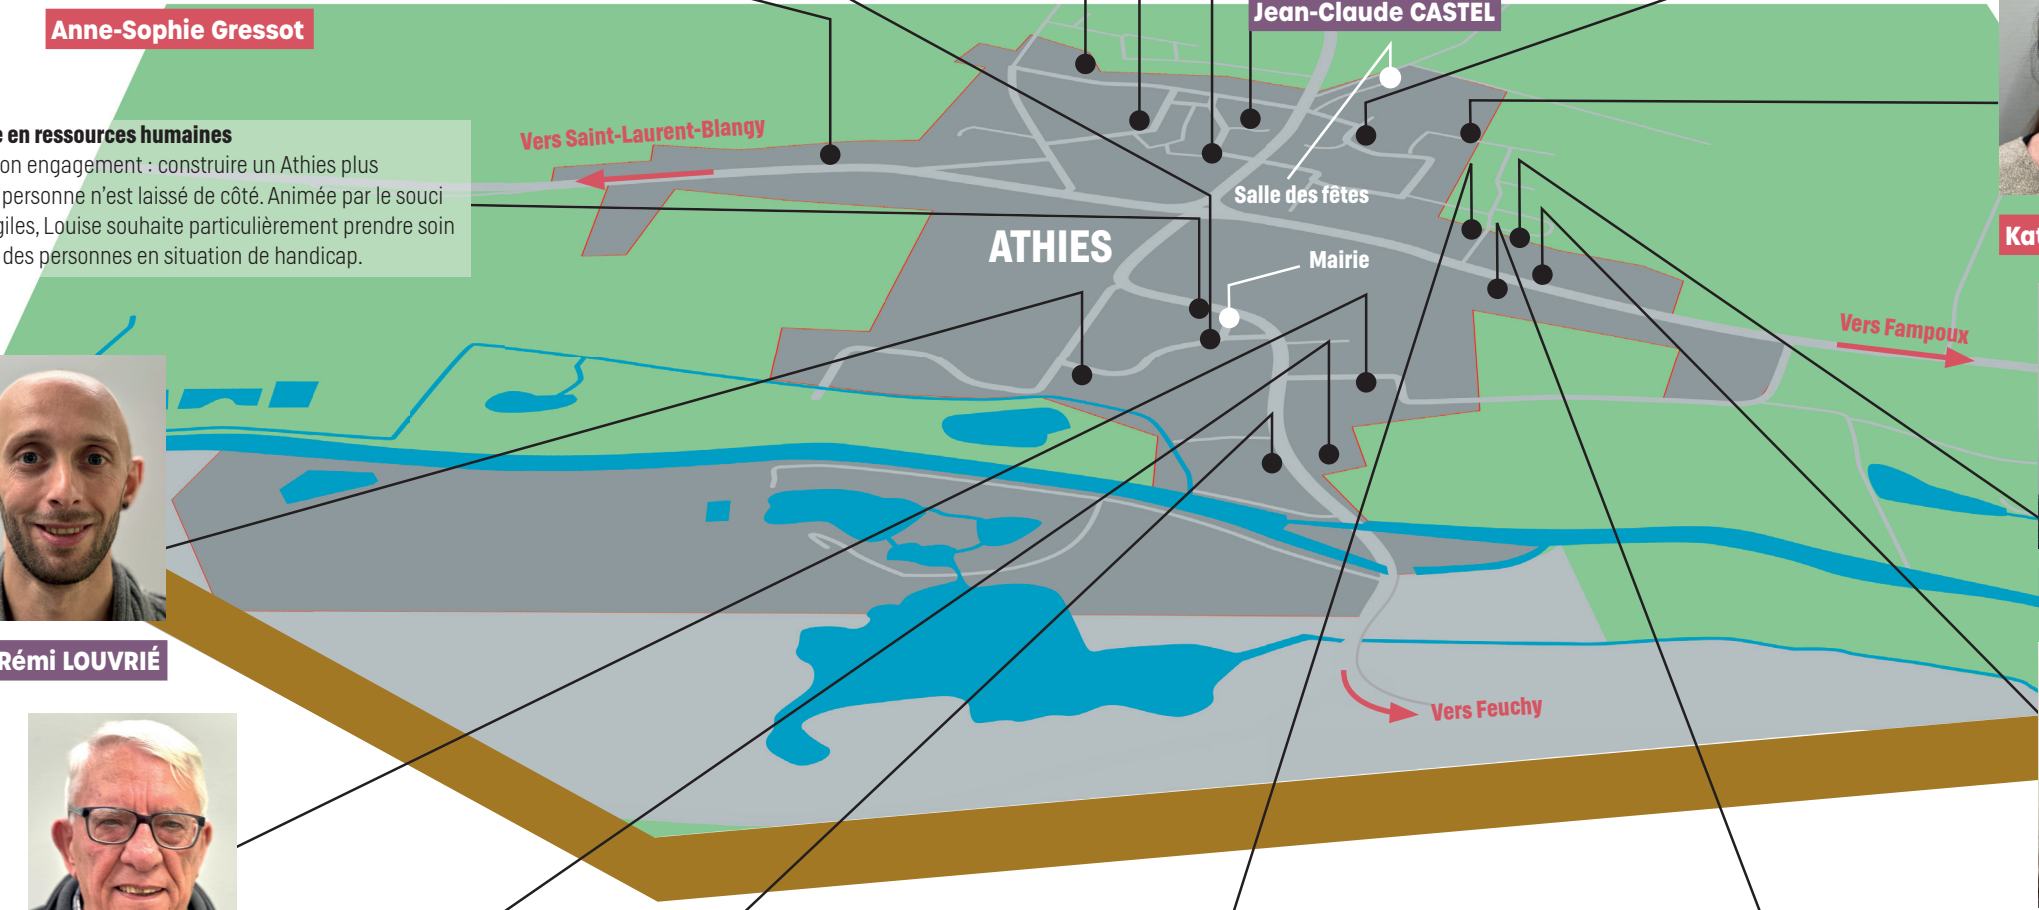 Anne-Sophie Gressot
Jean-Claude CASTEL
en ressources humaines
engagement : construire un Athies plus
personne n'est laissé de côté. Animée par le souci
Louise souhaite particulièrement prendre soin
des personnes en situation de handicap.
Vers Saint-Laurent-Blangy
Salle des fêtes
ATHIES
Mairie
Vers Fampoux
Rémi LOUVRIÉ
Vers Feuchy